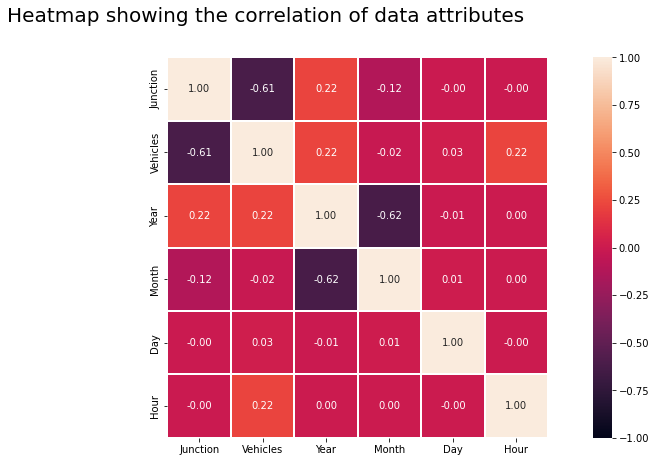 Heatmap showing the correlation of data attributes
Junction 1.00 -0.61 0.22 -0.12 -0.00 -0.00
Vehicles -0.61 1.00 0.22 -0.02 0.03 0.22
Year 0.22 0.22 1.00 -0.62 -0.01 0.00
Month -0.12 -0.02 -0.62 1.00 0.01 0.00
Day -0.00 0.03 -0.01 0.01 1.00 -0.00
Hour -0.00 0.22 0.00 0.00 -0.00 1.00
Junction Vehicles Year Month Day Hour
1.00
0.75
0.50
0.25
0.00
−0.25
−0.50
−0.75
−1.00